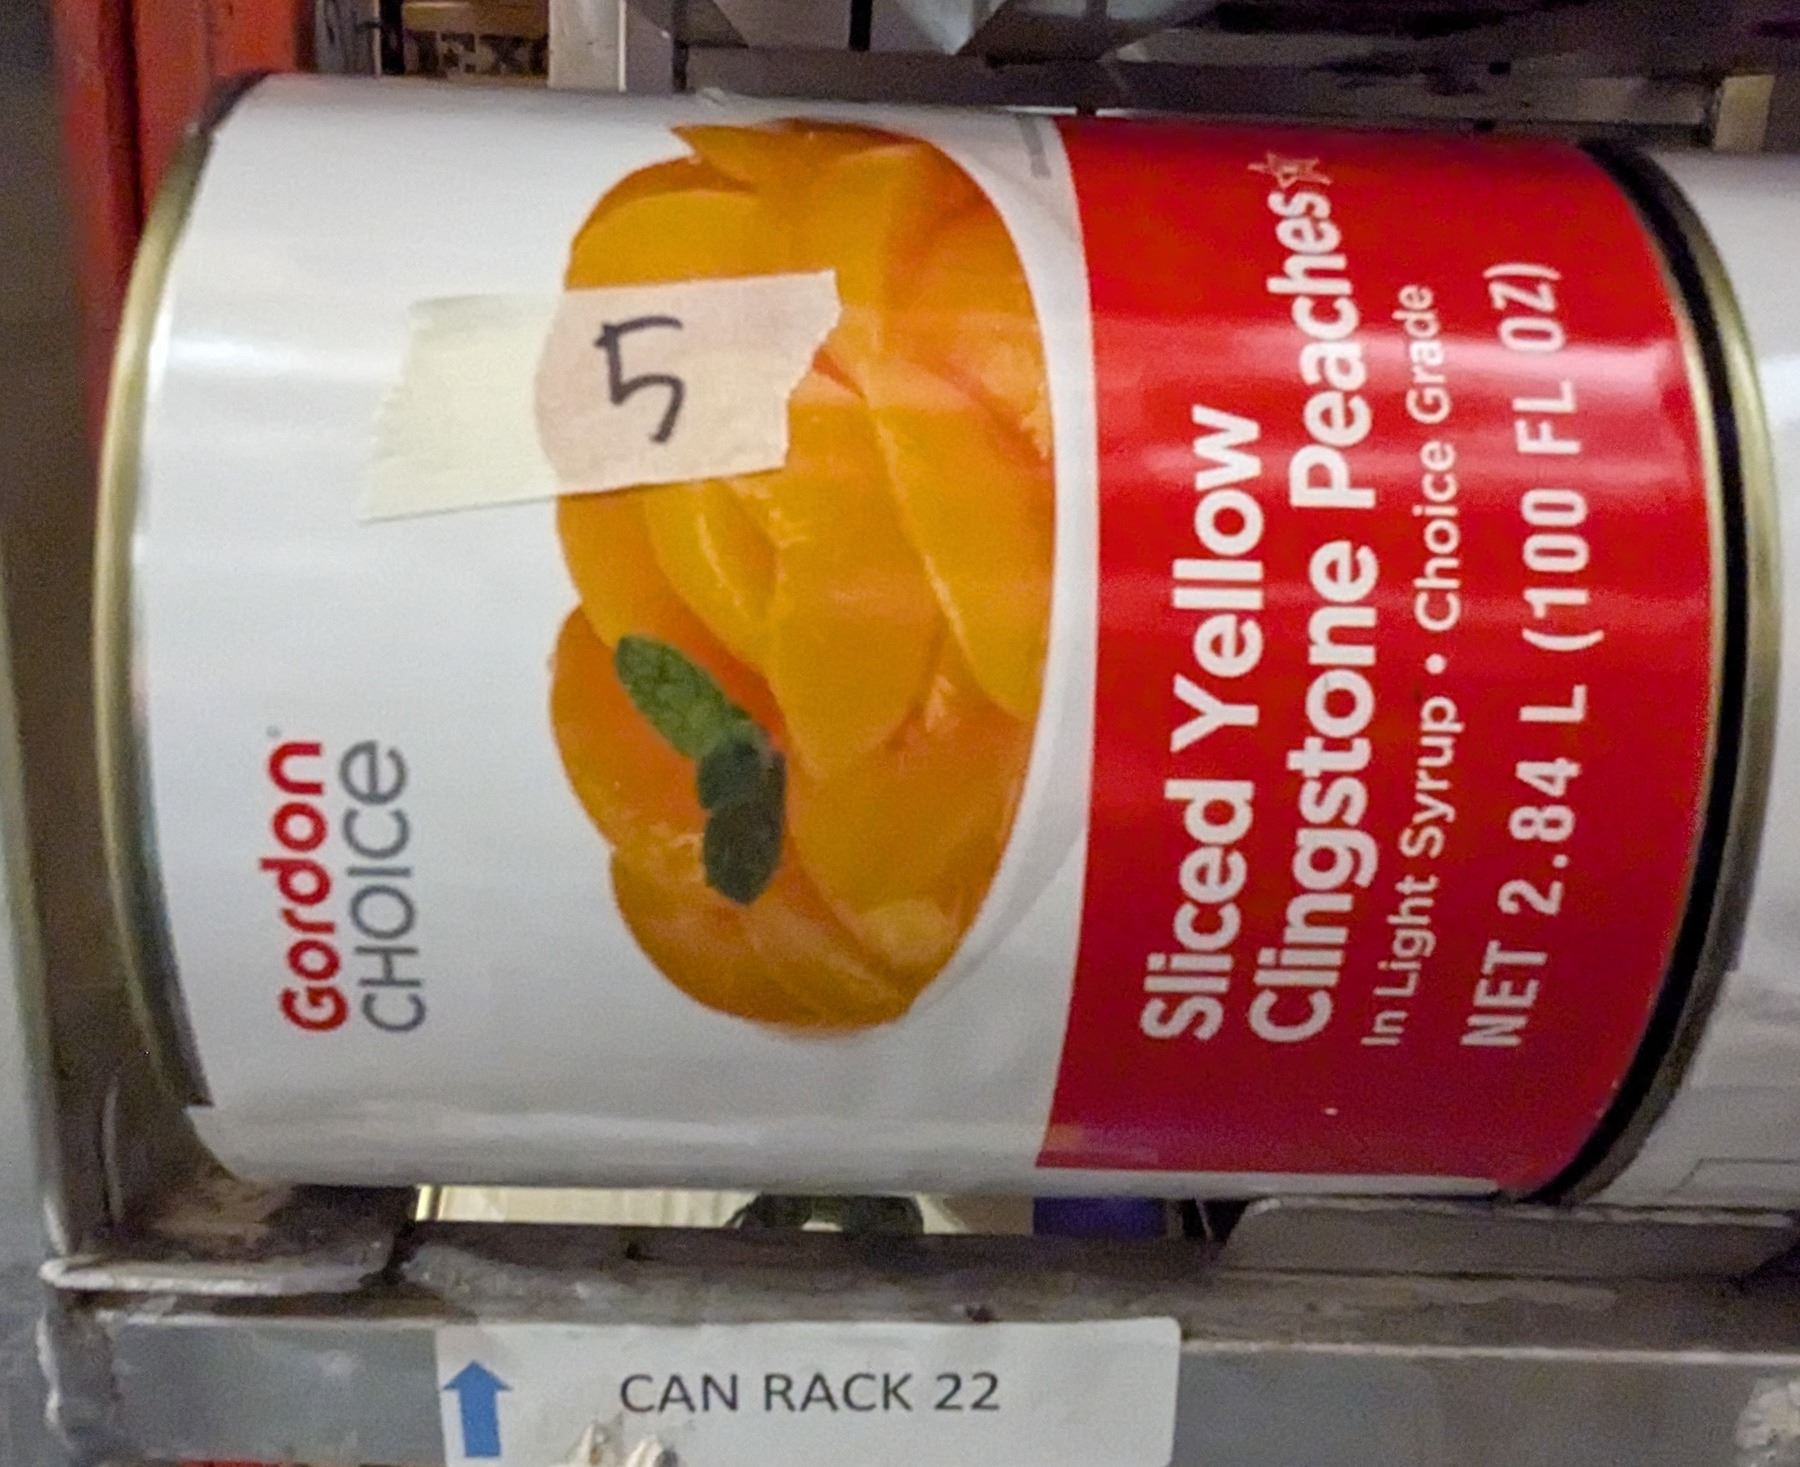 Gordon
CHOICE
5
Sliced Yellow
Clingstone Peaches
In Light Syrup • Choice Grade
NET 2.84 L (100 FL OZ)
CAN RACK 22